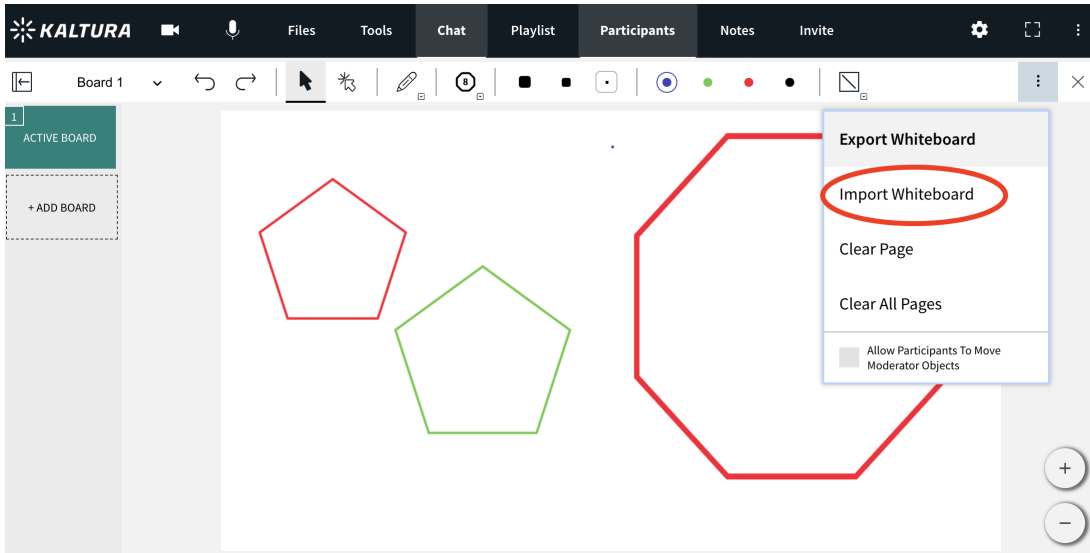 KALTURA Files Tools Chat Playlist Participants Notes Invite
Board 1 8
1
ACTIVE BOARD
+ ADD BOARD
Export Whiteboard
Import Whiteboard
Clear Page
Clear All Pages
Allow Participants To Move
Moderator Objects